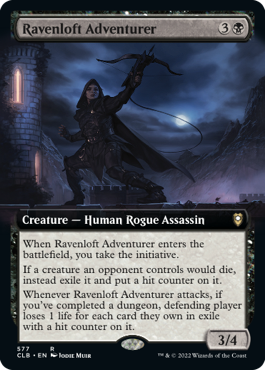 Ravenloft Adventurer 3
Creature — Human Rogue Assassin
When Ravenloft Adventurer enters the
battlefield, you take the initiative.
If a creature an opponent controls would die,
instead exile it and put a hit counter on it.
Whenever Ravenloft Adventurer attacks, if
you've completed a dungeon, defending player
loses 1 life for each card they own in exile
with a hit counter on it.
3/4
577 R
CLB • EN Jodie Muir
™ & © 2022 Wizards of the Coast